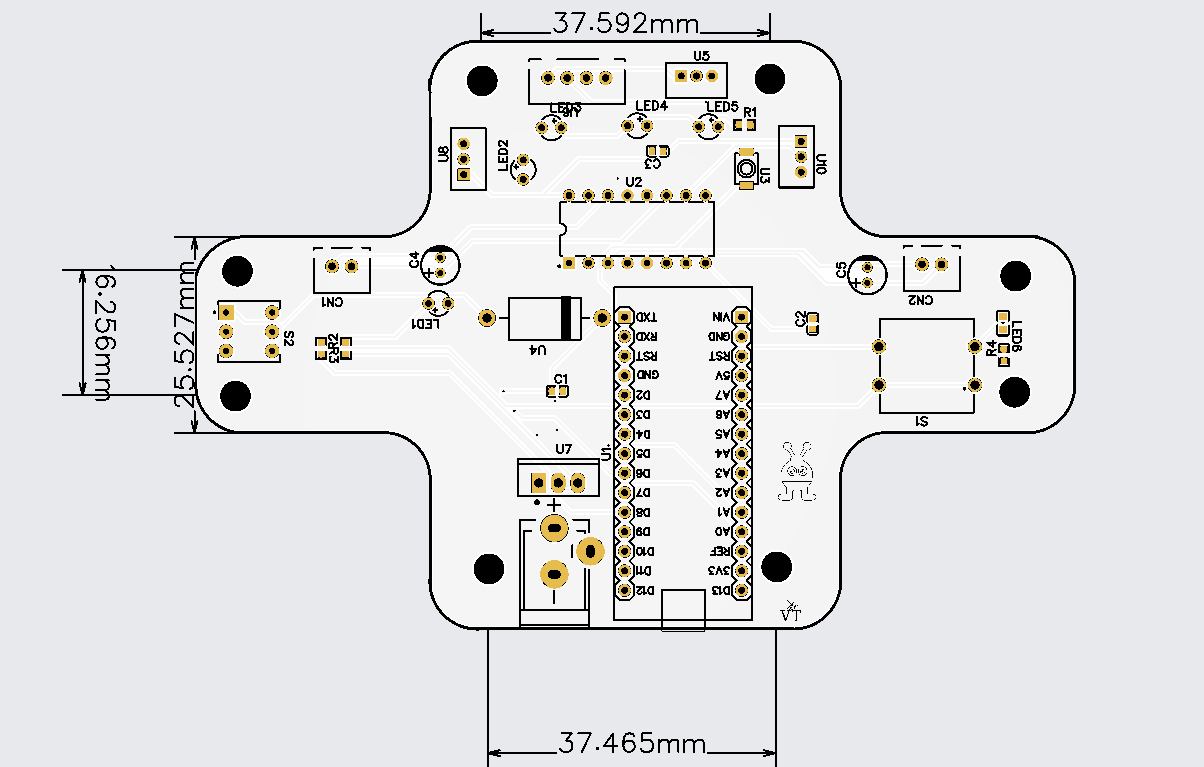 37.592mm
U5
LED3
U6
LED4
LED5
R1
U8
LED2
C3
U3
U10
U2
C4
C5
CN1
CN2
LED1
16.256mm
25.527mm
S2
R3
R2
U4
C2
LED6
R4
S1
C1
U7
U1
TXD VIN
RXD GND
RST RST
GND 5V
D2 A7
D3 A6
D4 A5
D5 A4
D6 A3
D7 A2
D8 A1
D9 A0
D10 REF
D11 3V3
D12 D13
+
VT
37.465mm